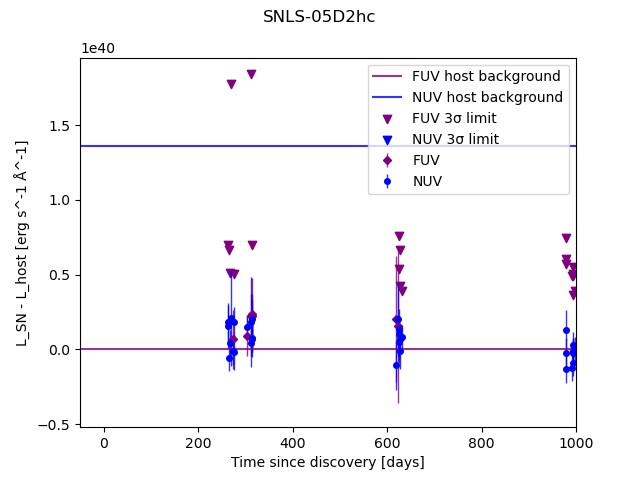 SNLS-05D2hc
1e40
FUV host background
NUV host background
FUV 3σ limit
NUV 3σ limit
FUV
NUV
1.5
1.0
0.5
0.0
−0.5
L_SN - L_host [erg s^-1 Å^-1]
0 200 400 600 800 1000
Time since discovery [days]